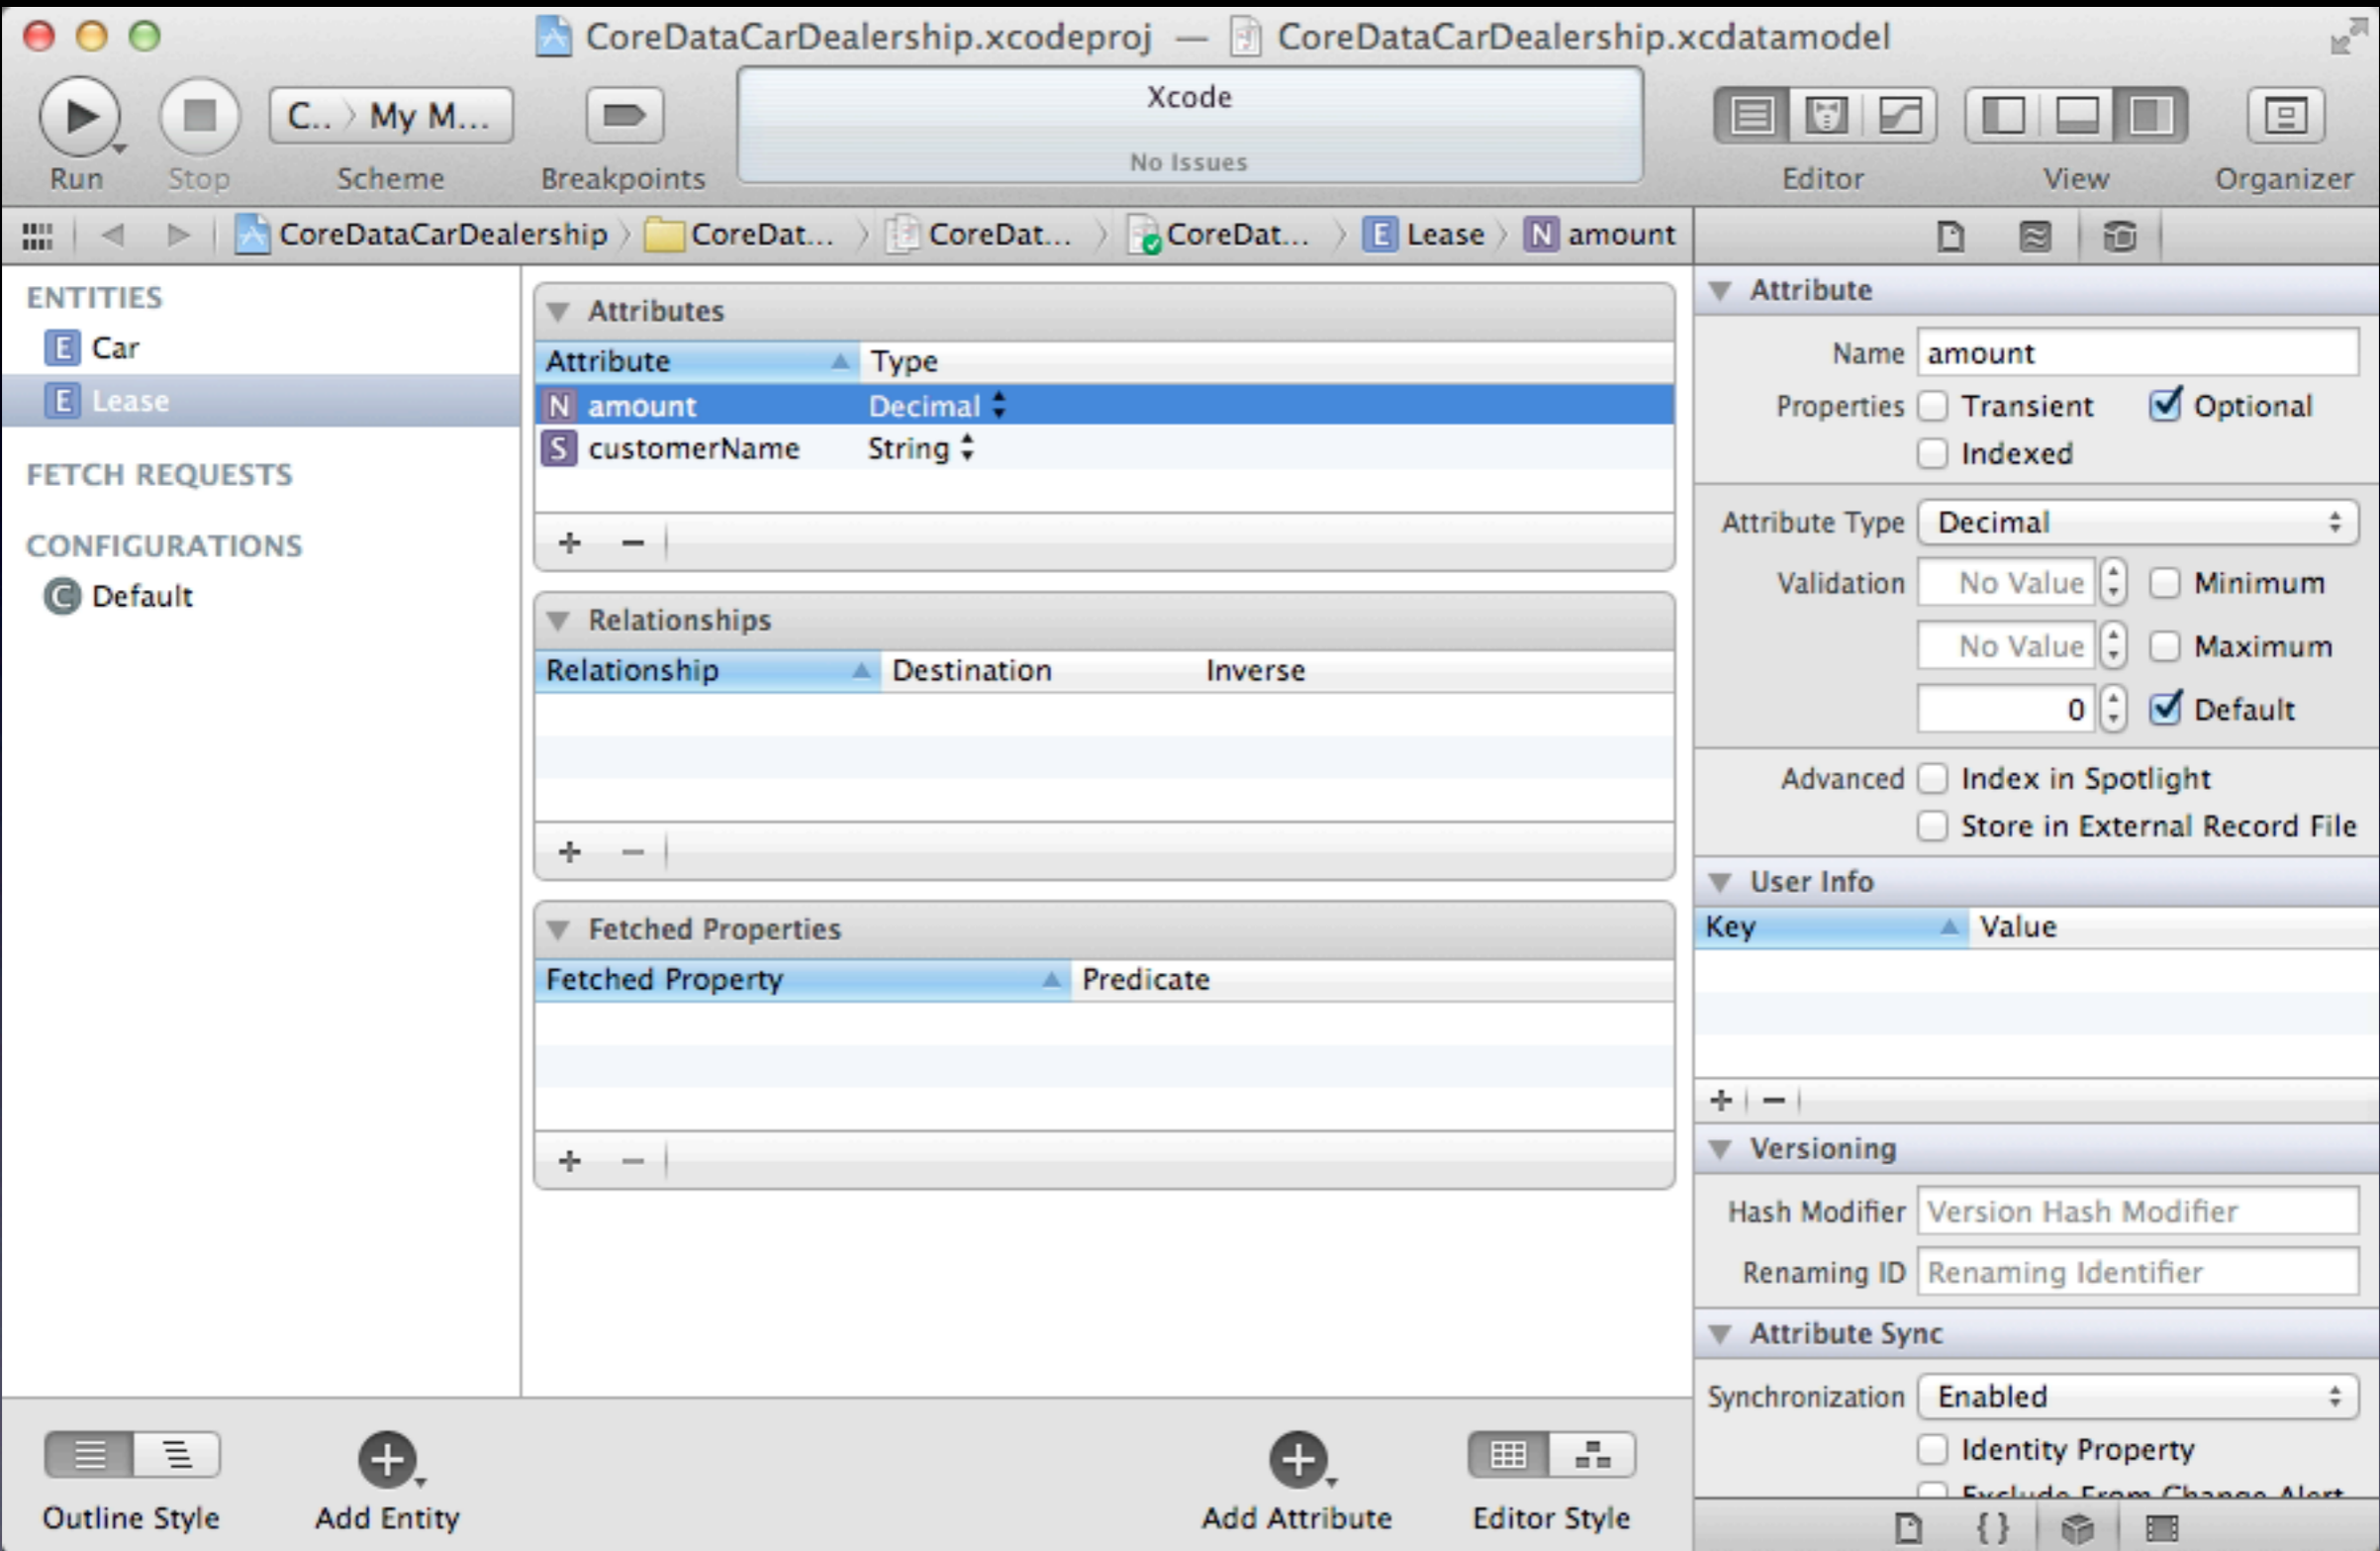 CoreDataCarDealership.xcodeproj — CoreDataCarDealership.xcdatamodel
C.. My M...
Xcode
No Issues
Run
Stop
Scheme
Breakpoints
Editor
View
Organizer
CoreDataCarDealership
CoreDat...
CoreDat...
CoreDat...
E Lease
N amount
ENTITIES
E Car
E Lease
FETCH REQUESTS
CONFIGURATIONS
C Default
Attributes
Attribute Type
N amount Decimal
S customerName String
+ −
Relationships
Relationship Destination Inverse
+ −
Fetched Properties
Fetched Property Predicate
+ −
Outline Style
Add Entity
Add Attribute
Editor Style
Attribute
Name amount
Properties Transient Optional
Indexed
Attribute Type Decimal
Validation No Value Minimum
No Value Maximum
0 Default
Advanced Index in Spotlight
Store in External Record File
User Info
Key Value
+ −
Versioning
Hash Modifier Version Hash Modifier
Renaming ID Renaming Identifier
Attribute Sync
Synchronization Enabled
Identity Property
Exclude From Change Alert
{ }